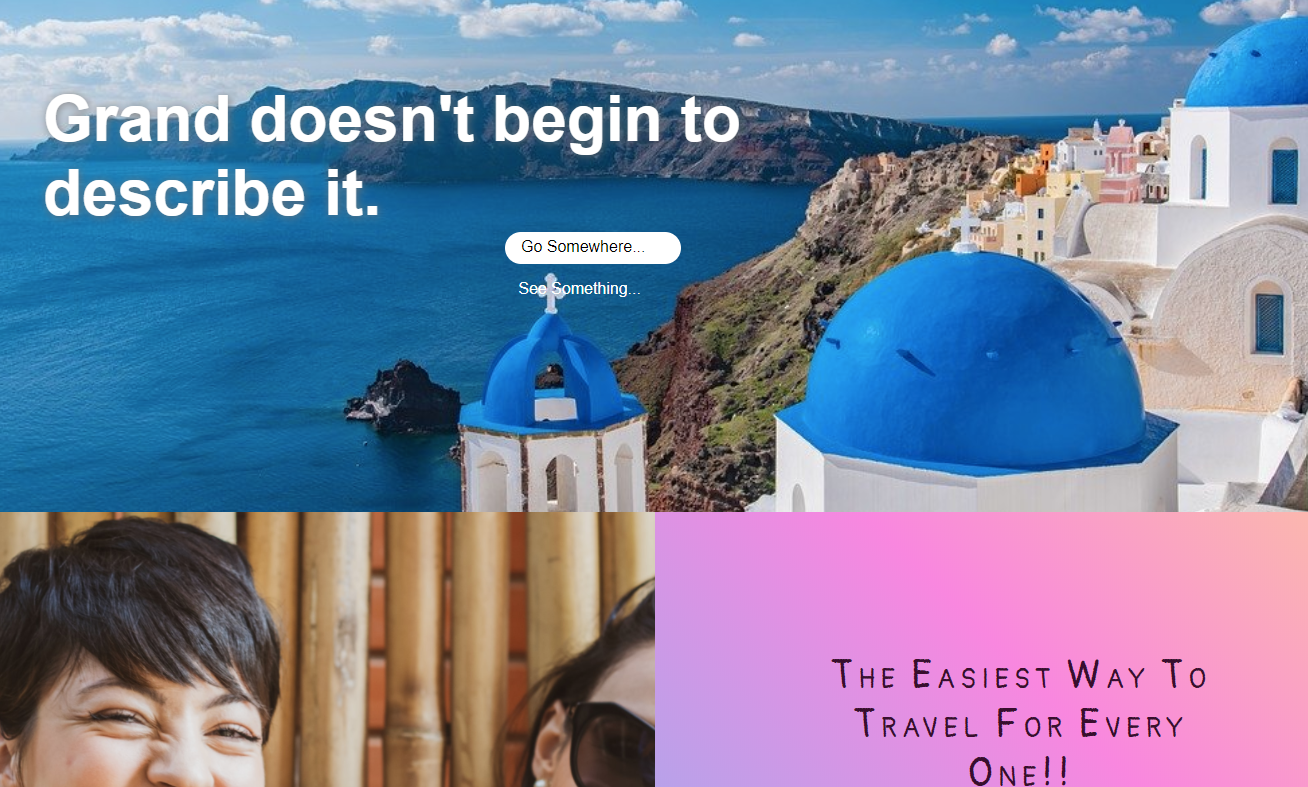 Grand doesn't begin to
describe it.
Go Somewhere...
See Something...
The Easiest Way To
Travel For Every
One!!